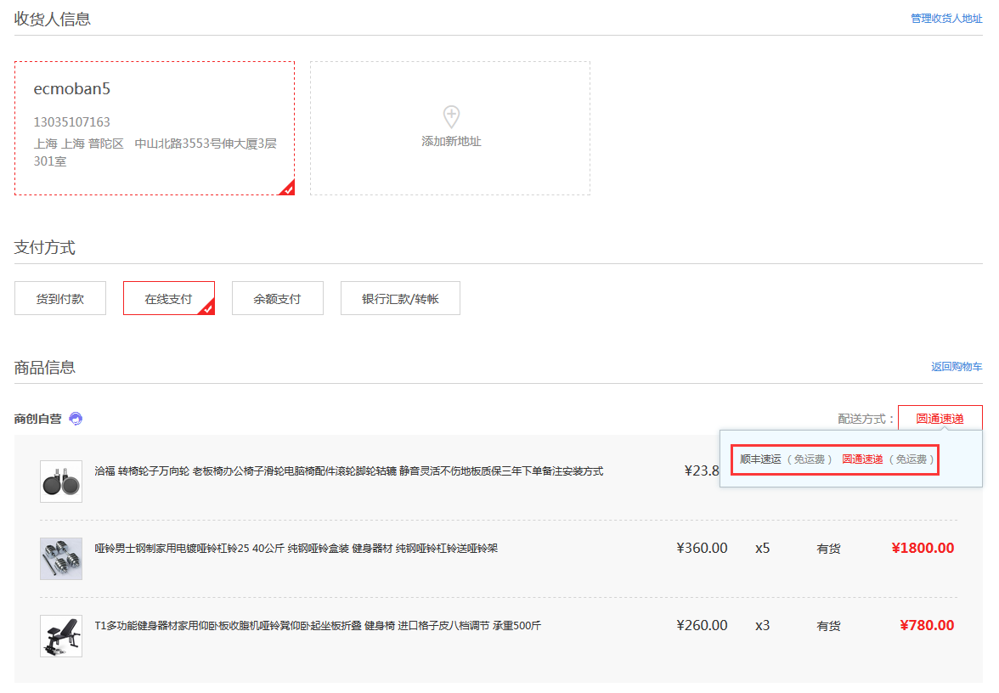 收货人信息
管理收货人地址
ecmoban5
13035107163
上海 上海 普陀区 中山北路3553号伸大厦3层
301室
添加新地址
支付方式
货到付款
在线支付
余额支付
银行汇款/转帐
商品信息
返回购物车
商创自营
配送方式：
圆通速递
顺丰速运（免运费） 圆通速递（免运费）
洽福 转椅轮子万向轮 老板椅办公椅子滑轮电脑椅配件滚轮脚轮轱辘 静音灵活不伤地板质保三年下单备注安装方式
¥23.8
哑铃男士钢制家用电镀哑铃杠铃25 40公斤 纯钢哑铃盒装 健身器材 纯钢哑铃杠铃送哑铃架
¥360.00 x5 有货 ¥1800.00
T1多功能健身器材家用仰卧板收腹机哑铃凳仰卧起坐板折叠 健身椅 进口格子皮八档调节 承重500斤
¥260.00 x3 有货 ¥780.00